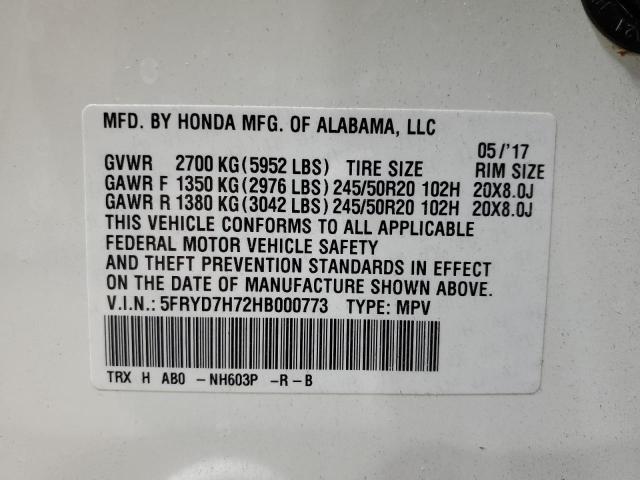 MFD. BY HONDA MFG. OF ALABAMA, LLC
05/'17
GVWR 2700 KG(5952 LBS) TIRE SIZE RIM SIZE
GAWR F 1350 KG(2976 LBS) 245/50R20 102H 20X8.0J
GAWR R 1380 KG(3042 LBS) 245/50R20 102H 20X8.0J
THIS VEHICLE CONFORMS TO ALL APPLICABLE
FEDERAL MOTOR VEHICLE SAFETY
AND THEFT PREVENTION STANDARDS IN EFFECT
ON THE DATE OF MANUFACTURE SHOWN ABOVE.
V.I.N.: 5FRYD7H72HB000773 TYPE: MPV
TRX H AB0 -NH603P -R-B